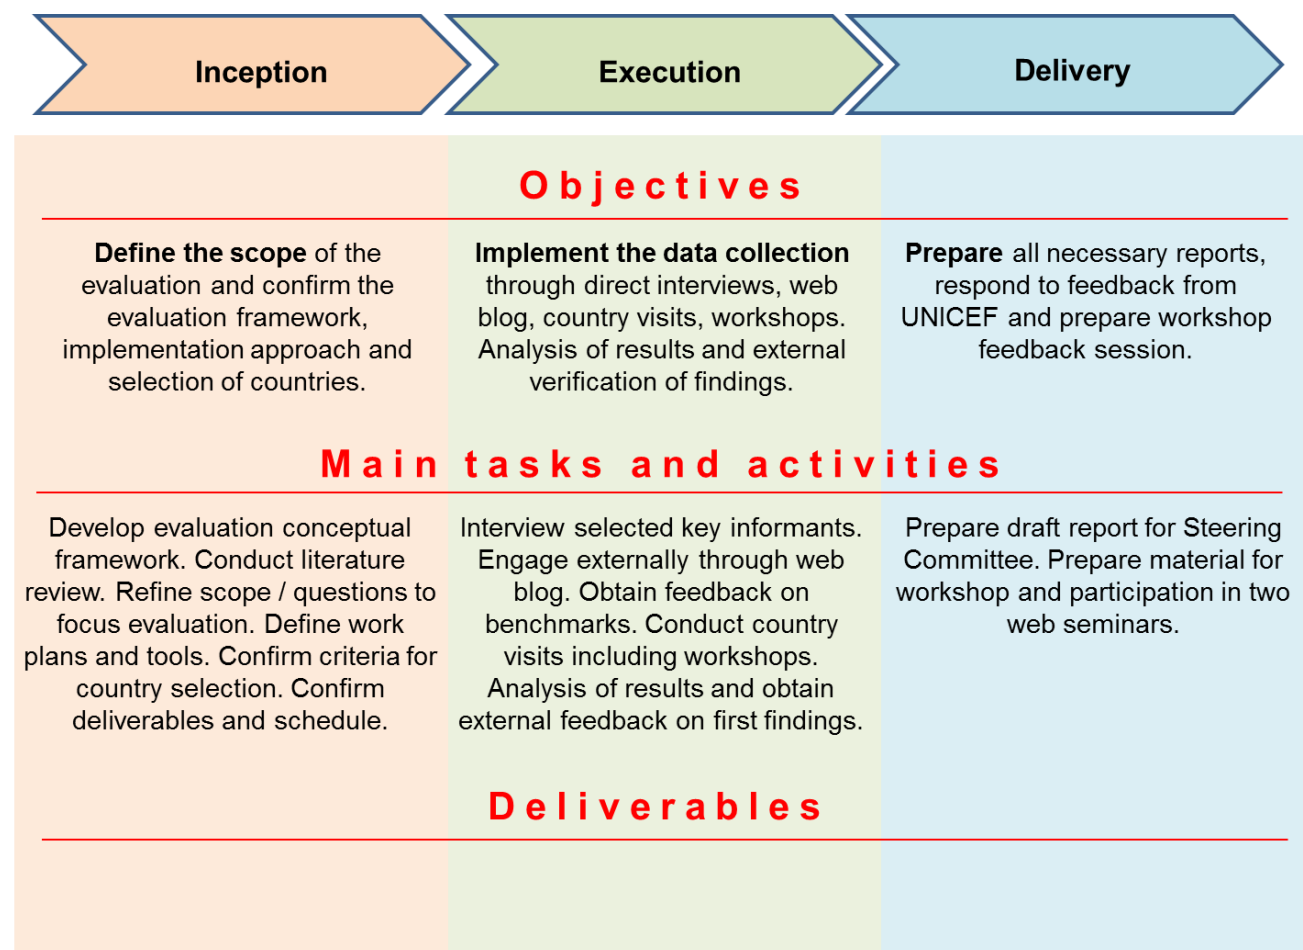 Inception
Execution
Delivery
Objectives
Define the scope of the
evaluation and confirm the
evaluation framework,
implementation approach and
selection of countries.
Implement the data collection
through direct interviews, web
blog, country visits, workshops.
Analysis of results and external
verification of findings.
Prepare all necessary reports,
respond to feedback from
UNICEF and prepare workshop
feedback session.
Main tasks and activities
Develop evaluation conceptual
framework. Conduct literature
review. Refine scope / questions to
focus evaluation. Define work
plans and tools. Confirm criteria for
country selection. Confirm
deliverables and schedule.
Interview selected key informants.
Engage externally through web
blog. Obtain feedback on
benchmarks. Conduct country
visits including workshops.
Analysis of results and obtain
external feedback on first findings.
Prepare draft report for Steering
Committee. Prepare material for
workshop and participation in two
web seminars.
Deliverables